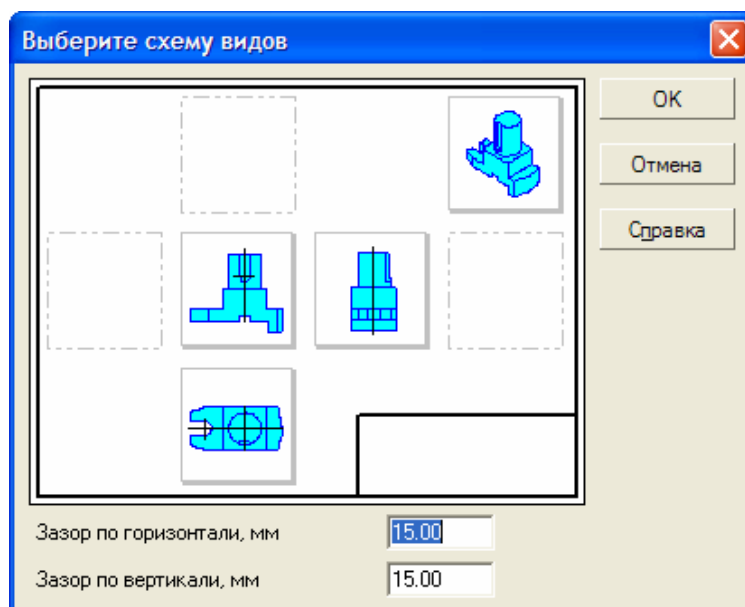 Выберите схему видов
OK
Отмена
Справка
Зазор по горизонтали, мм
15.00
Зазор по вертикали, мм
15.00